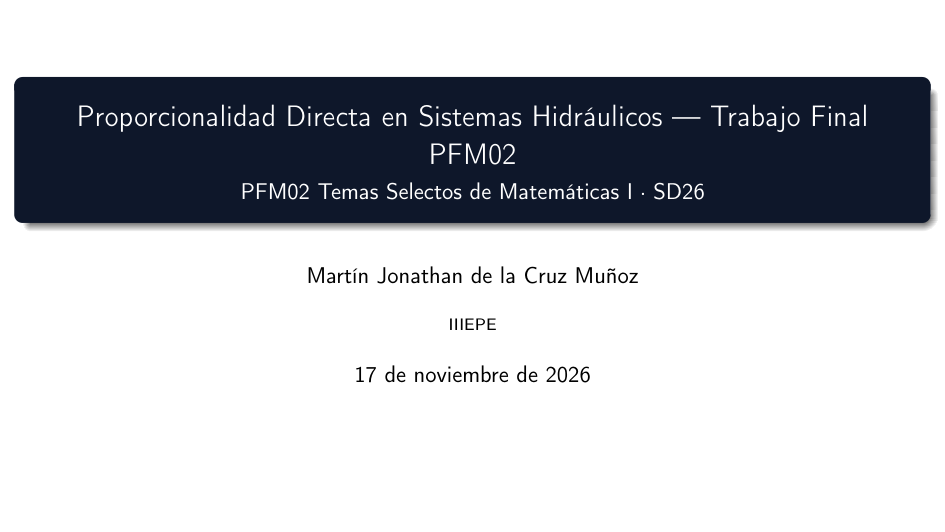 Proporcionalidad Directa en Sistemas Hidráulicos — Trabajo Final
PFM02
PFM02 Temas Selectos de Matemáticas I · SD26
Martín Jonathan de la Cruz Muñoz
IIIEPE
17 de noviembre de 2026